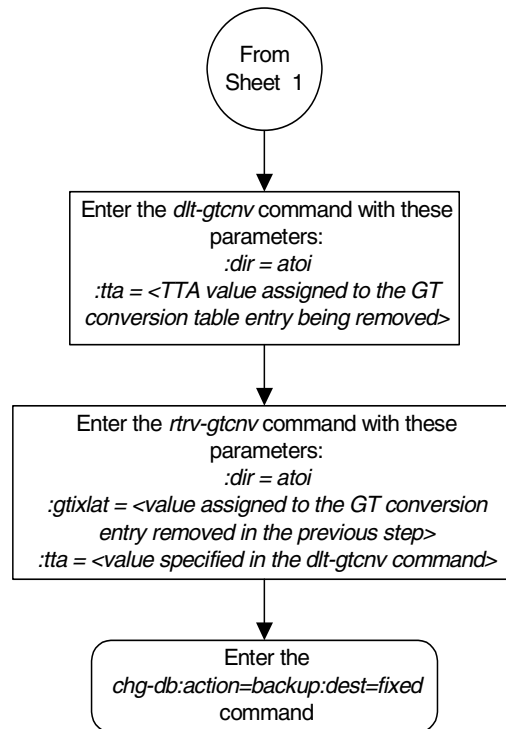 From
Sheet 1
Enter the dlt-gtcnv command with these
parameters:
:dir = atoi
:tta = <TTA value assigned to the GT
conversion table entry being removed>
Enter the rtrv-gtcnv command with these
parameters:
:dir = atoi
:gtixlat = <value assigned to the GT conversion
entry removed in the previous step>
:tta = <value specified in the dlt-gtcnv command>
Enter the
chg-db:action=backup:dest=fixed
command